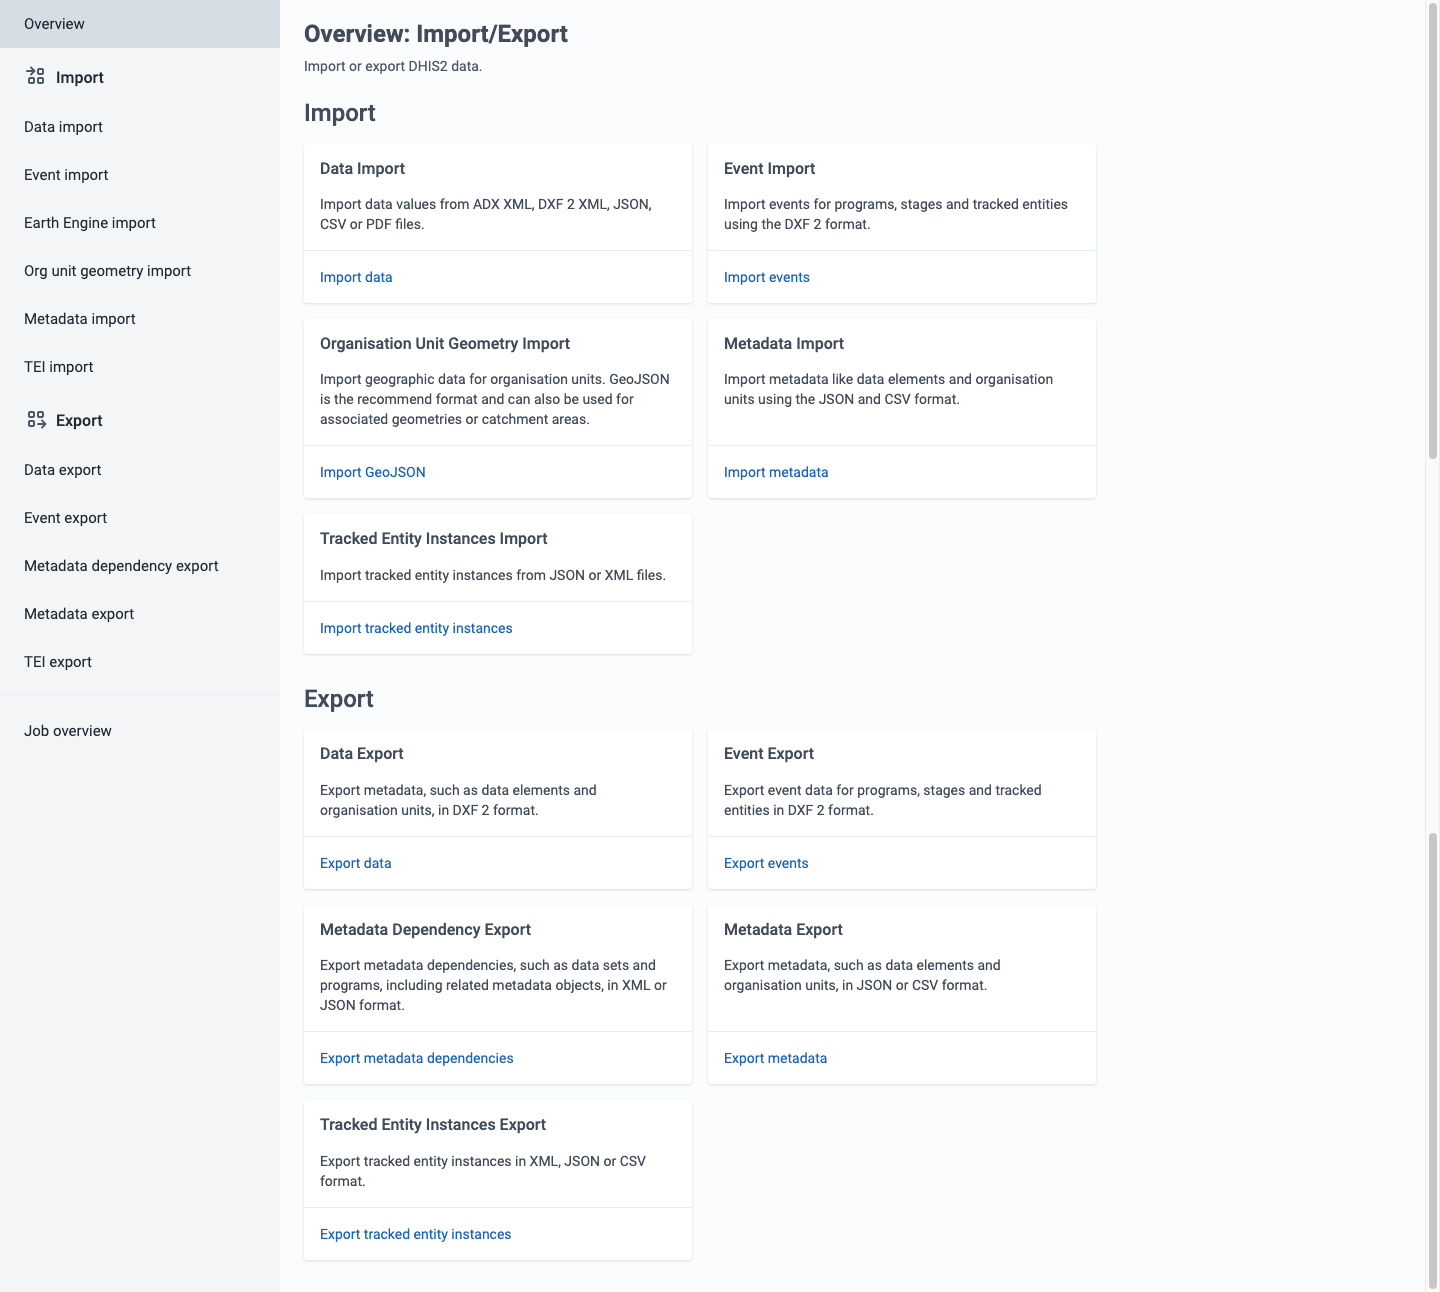 Overview
Import
Data import
Event import
Earth Engine import
Org unit geometry import
Metadata import
TEI import
Export
Data export
Event export
Metadata dependency export
Metadata export
TEI export
Job overview
Overview: Import/Export
Import or export DHIS2 data.
Import
Data Import
Import data values from ADX XML, DXF 2 XML, JSON,
CSV or PDF files.
Import data
Event Import
Import events for programs, stages and tracked entities
using the DXF 2 format.
Import events
Organisation Unit Geometry Import
Import geographic data for organisation units. GeoJSON
is the recommend format and can also be used for
associated geometries or catchment areas.
Import GeoJSON
Metadata Import
Import metadata like data elements and organisation
units using the JSON and CSV format.
Import metadata
Tracked Entity Instances Import
Import tracked entity instances from JSON or XML files.
Import tracked entity instances
Export
Data Export
Export metadata, such as data elements and
organisation units, in DXF 2 format.
Export data
Event Export
Export event data for programs, stages and tracked
entities in DXF 2 format.
Export events
Metadata Dependency Export
Export metadata dependencies, such as data sets and
programs, including related metadata objects, in XML or
JSON format.
Export metadata dependencies
Metadata Export
Export metadata, such as data elements and
organisation units, in JSON or CSV format.
Export metadata
Tracked Entity Instances Export
Export tracked entity instances in XML, JSON or CSV
format.
Export tracked entity instances